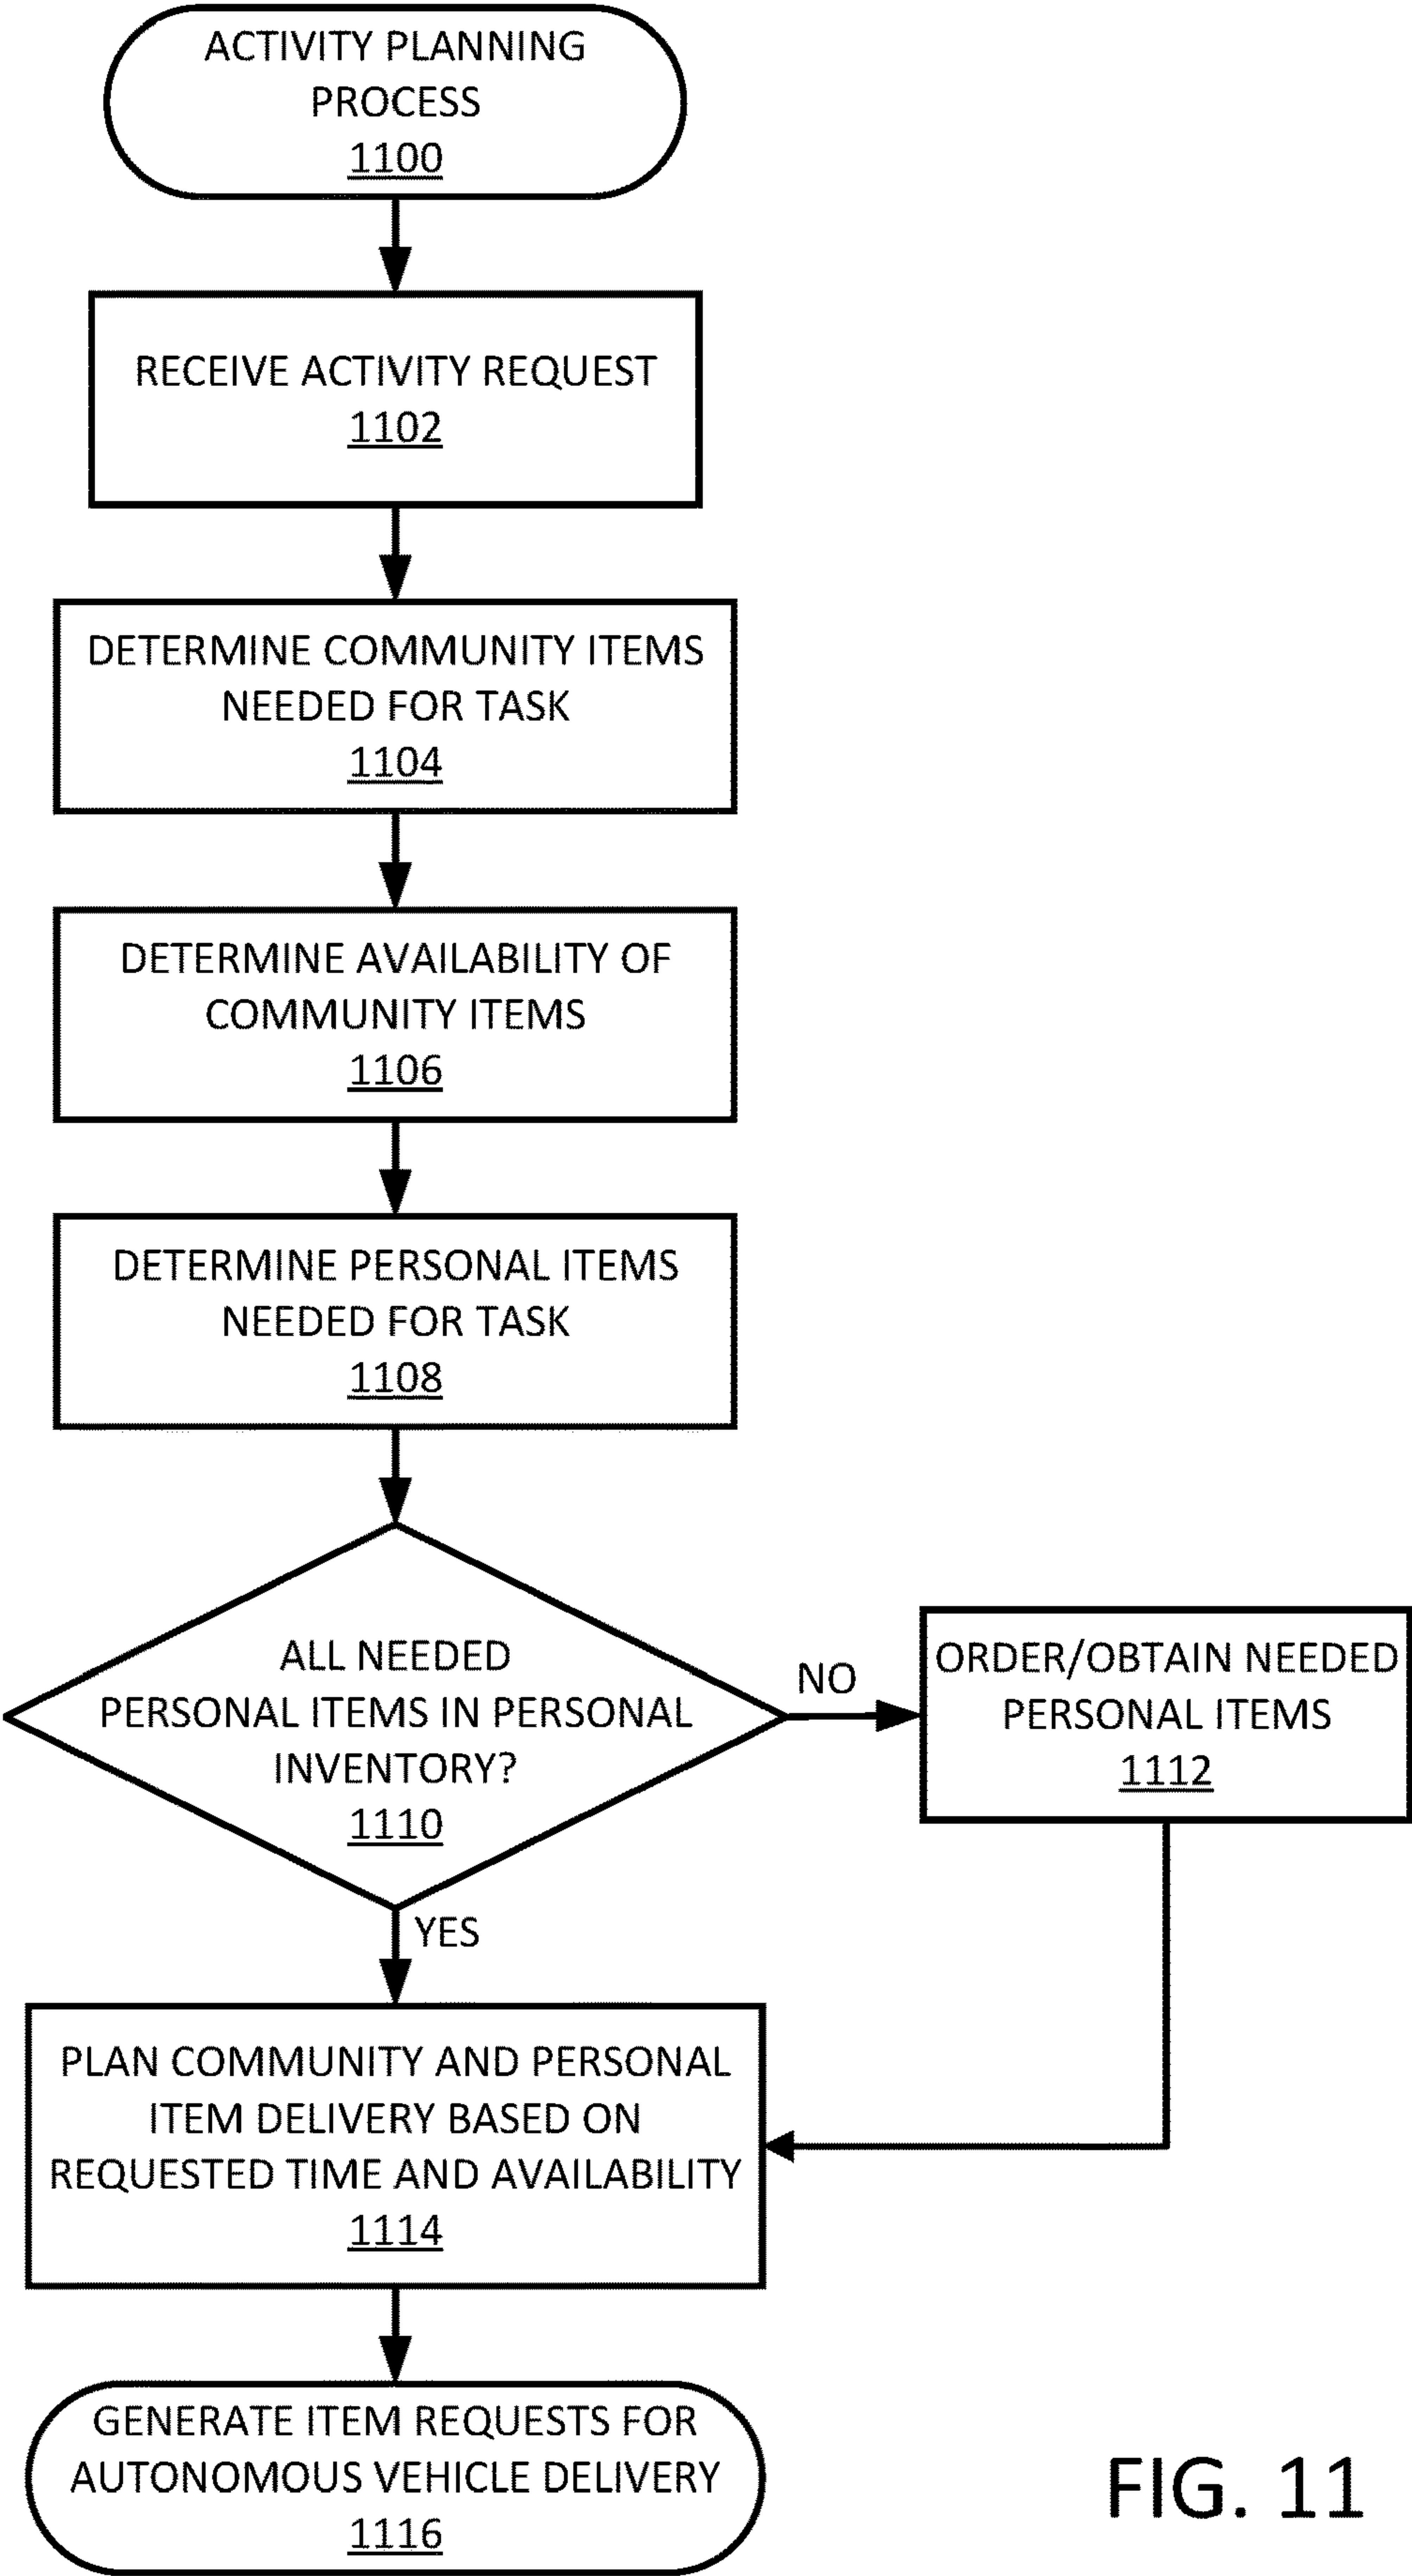 ACTIVITY PLANNING
PROCESS
1100
RECEIVE ACTIVITY REQUEST
1102
DETERMINE COMMUNITY ITEMS
NEEDED FOR TASK
1104
DETERMINE AVAILABILITY OF
COMMUNITY ITEMS
1106
DETERMINE PERSONAL ITEMS
NEEDED FOR TASK
1108
ALL NEEDED
PERSONAL ITEMS IN PERSONAL
INVENTORY?
1110
NO
ORDER/OBTAIN NEEDED
PERSONAL ITEMS
1112
YES
PLAN COMMUNITY AND PERSONAL
ITEM DELIVERY BASED ON
REQUESTED TIME AND AVAILABILITY
1114
GENERATE ITEM REQUESTS FOR
AUTONOMOUS VEHICLE DELIVERY
1116
FIG. 11